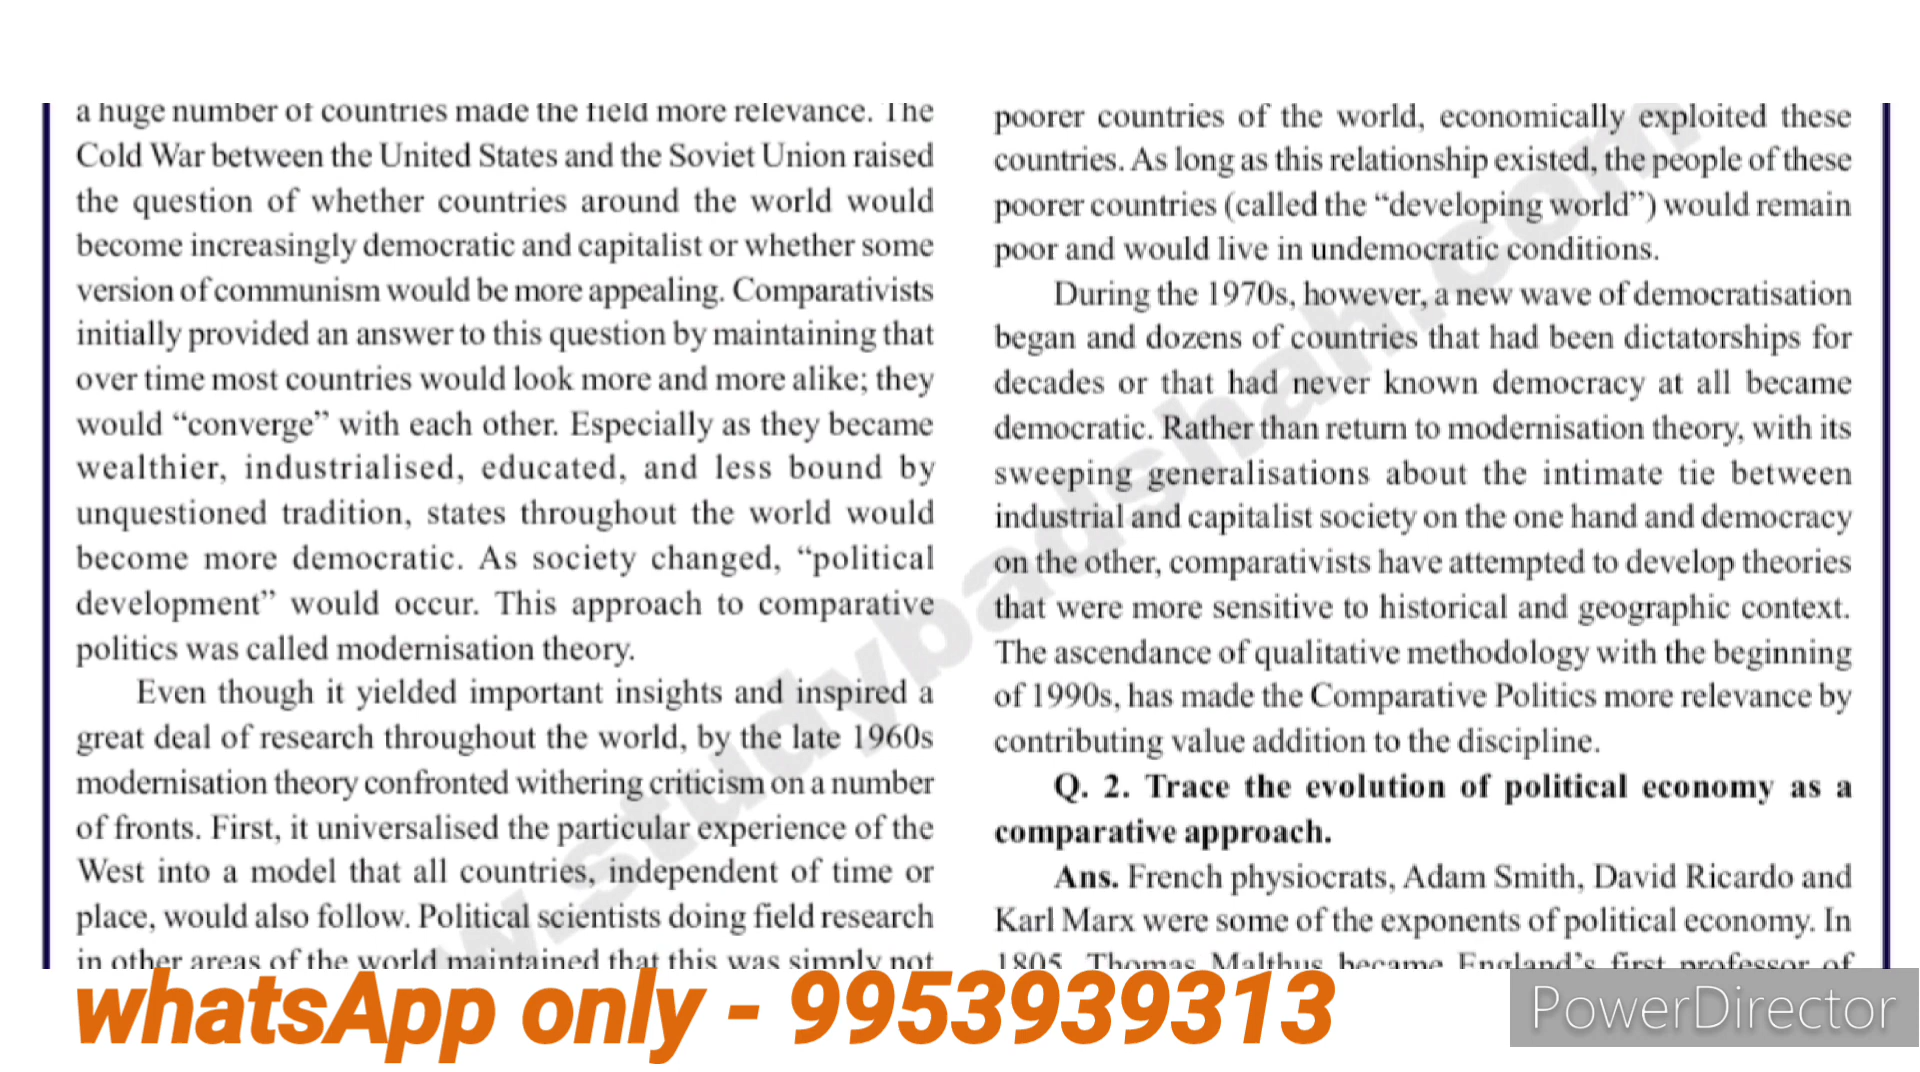 a huge number of countries made the field more relevance. The
Cold War between the United States and the Soviet Union raised
the question of whether countries around the world would
become increasingly democratic and capitalist or whether some
version of communism would be more appealing. Comparativists
initially provided an answer to this question by maintaining that
over time most countries would look more and more alike; they
would “converge” with each other. Especially as they became
wealthier, industrialised, educated, and less bound by
unquestioned tradition, states throughout the world would
become more democratic. As society changed, “political
development” would occur. This approach to comparative
politics was called modernisation theory.
Even though it yielded important insights and inspired a
great deal of research throughout the world, by the late 1960s
modernisation theory confronted withering criticism on a number
of fronts. First, it universalised the particular experience of the
West into a model that all countries, independent of time or
place, would also follow. Political scientists doing field research
in other areas of the world maintained that this was simply not
poorer countries of the world, economically exploited these
countries. As long as this relationship existed, the people of these
poorer countries (called the “developing world”) would remain
poor and would live in undemocratic conditions.
During the 1970s, however, a new wave of democratisation
began and dozens of countries that had been dictatorships for
decades or that had never known democracy at all became
democratic. Rather than return to modernisation theory, with its
sweeping generalisations about the intimate tie between
industrial and capitalist society on the one hand and democracy
on the other, comparativists have attempted to develop theories
that were more sensitive to historical and geographic context.
The ascendance of qualitative methodology with the beginning
of 1990s, has made the Comparative Politics more relevance by
contributing value addition to the discipline.
Q. 2. Trace the evolution of political economy as a
comparative approach.
Ans. French physiocrats, Adam Smith, David Ricardo and
Karl Marx were some of the exponents of political economy. In
1805, Thomas Malthus became England’s first professor of
w.studybadshah.com
whatsApp only - 9953939313
PowerDirector